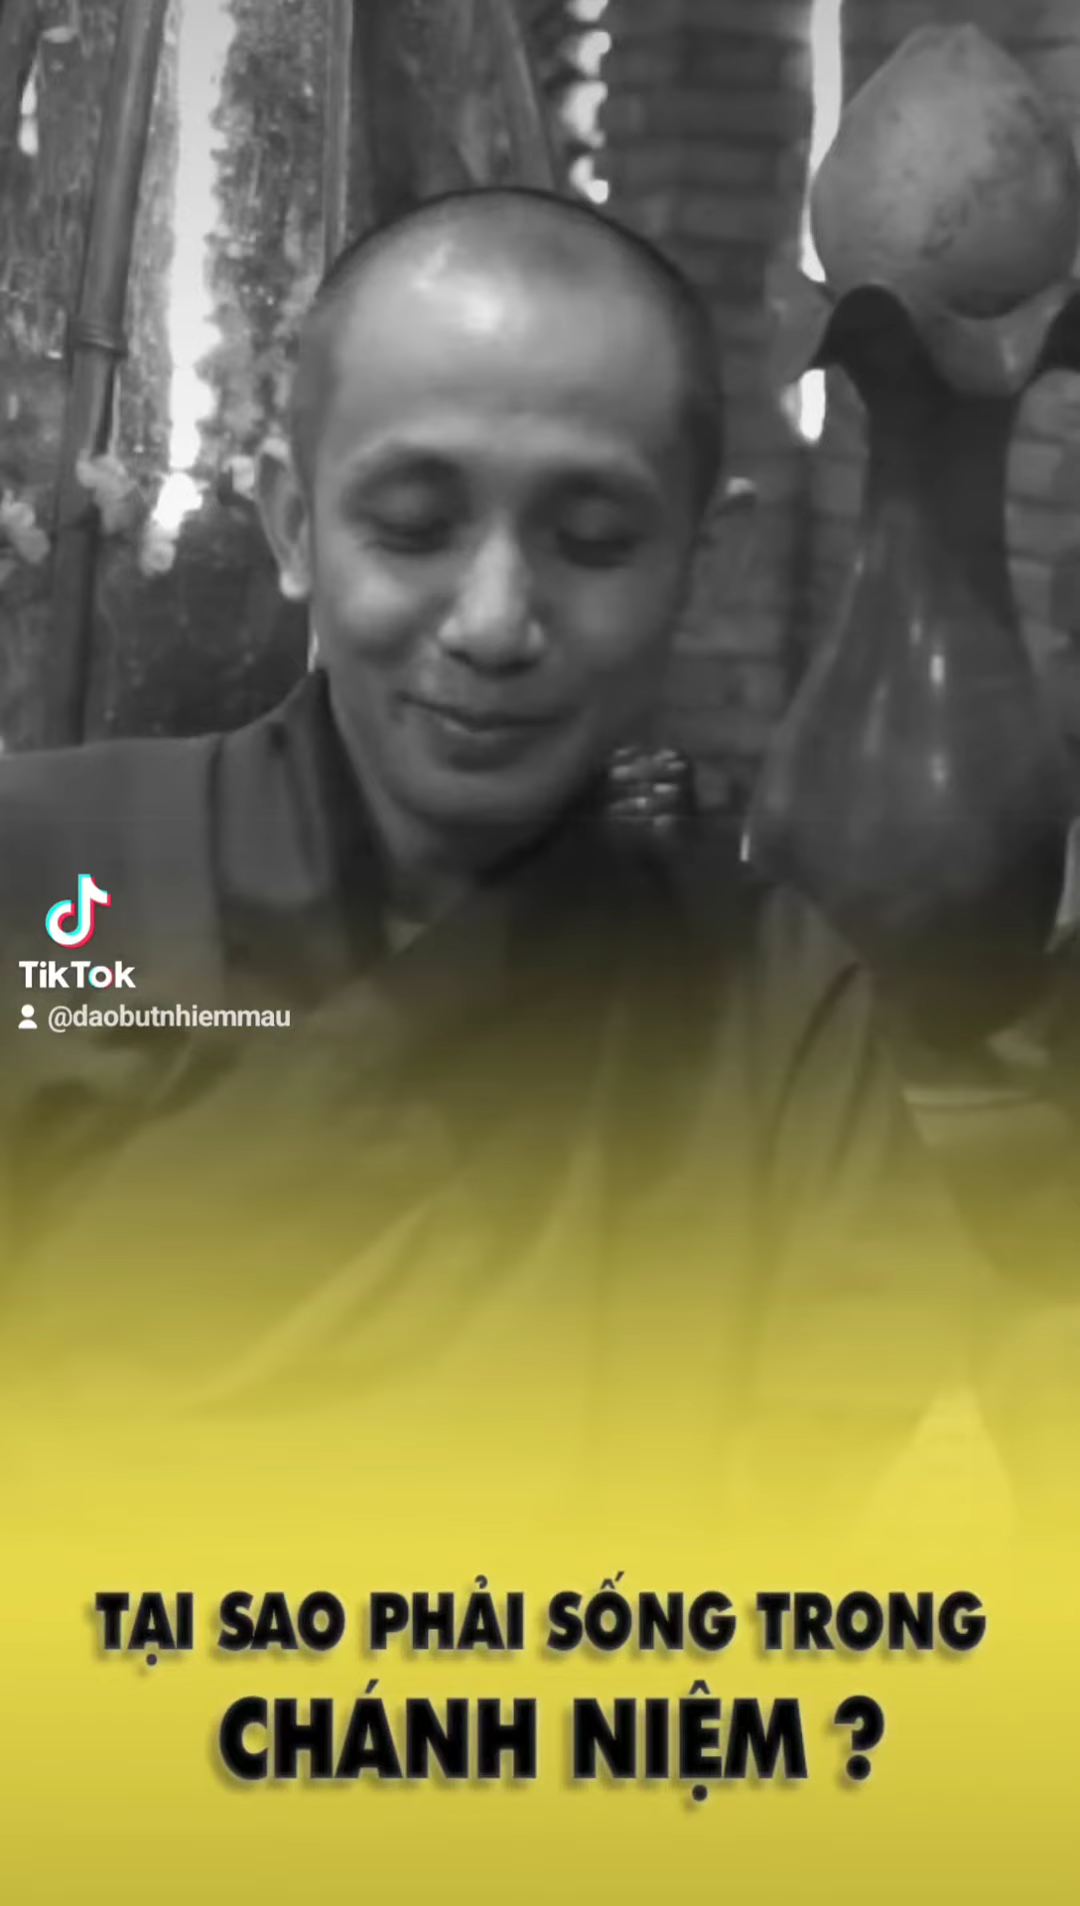 TikTok
@daobutnhiemmau
TẠI SAO PHẢI SỐNG TRONG
CHÁNH NIỆM ?